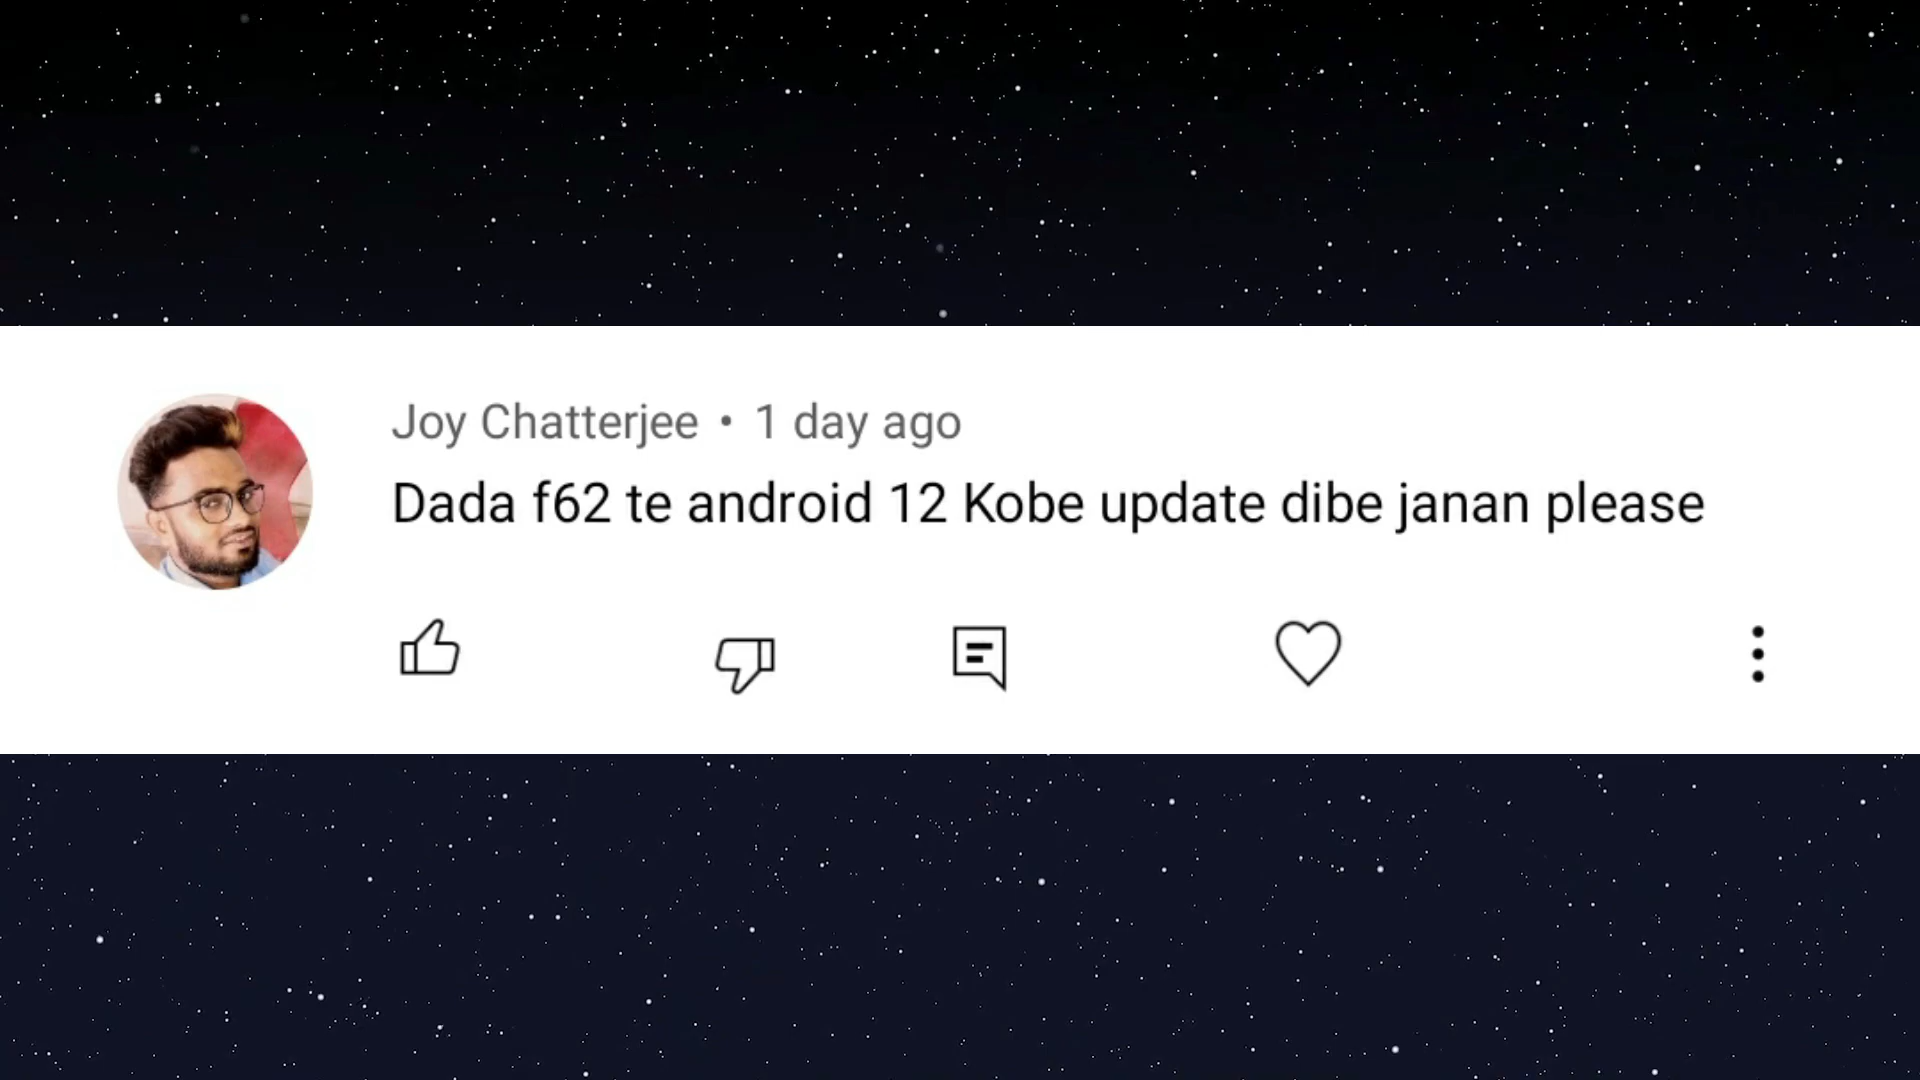 Joy Chatterjee • 1 day ago
Dada f62 te android 12 Kobe update dibe janan please